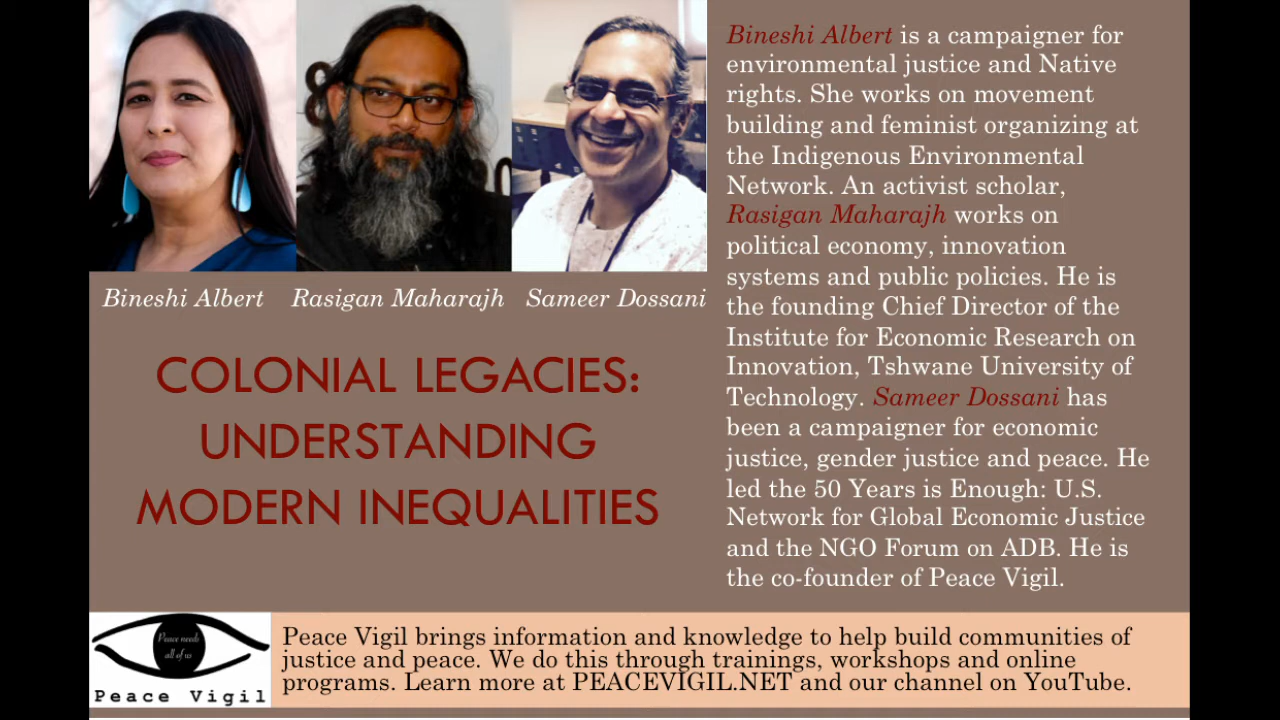 Bineshi Albert
Rasigan Maharajh
Sameer Dossani
COLONIAL LEGACIES:
UNDERSTANDING
MODERN INEQUALITIES
Bineshi Albert is a campaigner for
environmental justice and Native
rights. She works on movement
building and feminist organizing at
the Indigenous Environmental
Network. An activist scholar,
Rasigan Maharajh works on
political economy, innovation
systems and public policies. He is
the founding Chief Director of the
Institute for Economic Research on
Innovation, Tshwane University of
Technology. Sameer Dossani has
been a campaigner for economic
justice, gender justice and peace. He
led the 50 Years is Enough: U.S.
Network for Global Economic Justice
and the NGO Forum on ADB. He is
the co-founder of Peace Vigil.
Peace needs
all of us
Peace Vigil
Peace Vigil brings information and knowledge to help build communities of
justice and peace. We do this through trainings, workshops and online
programs. Learn more at PEACEVIGIL.NET and our channel on YouTube.